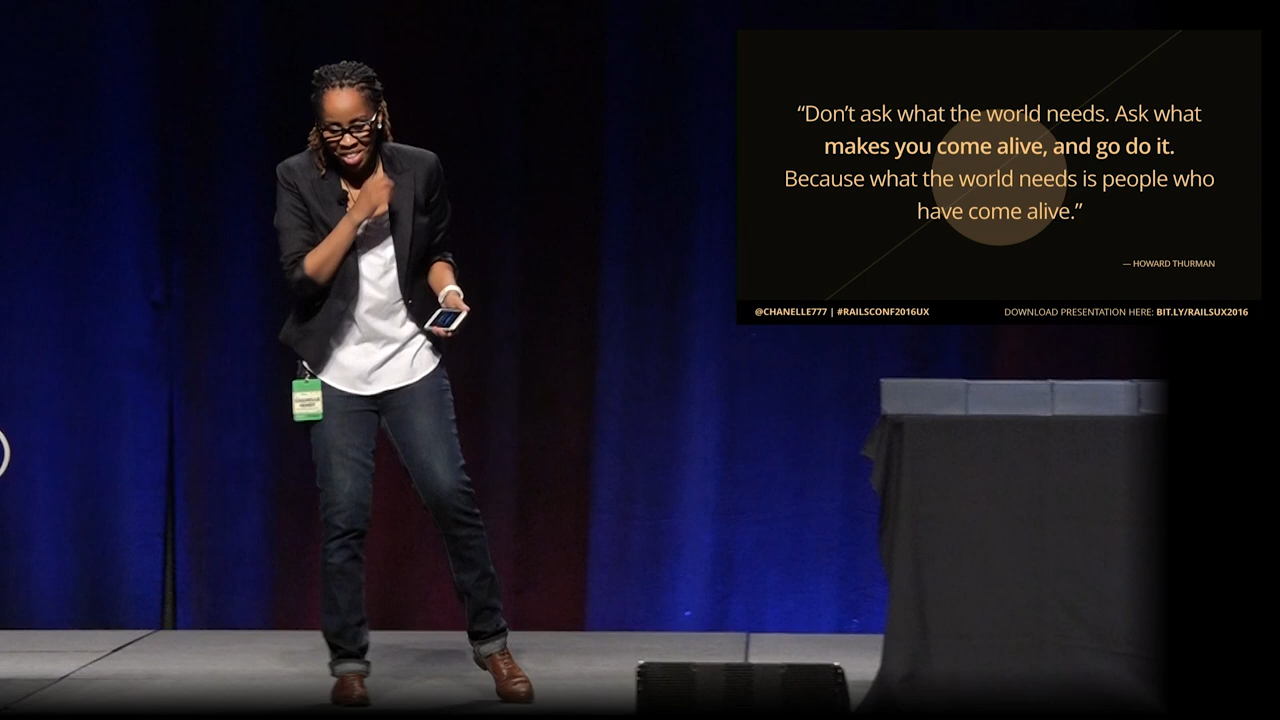 “Don’t ask what the world needs. Ask what
makes you come alive, and go do it.
Because what the world needs is people who
have come alive.”
— HOWARD THURMAN
@CHANELLE777 | #RAILSCONF2016UX
DOWNLOAD PRESENTATION HERE: BIT.LY/RAILSUX2016